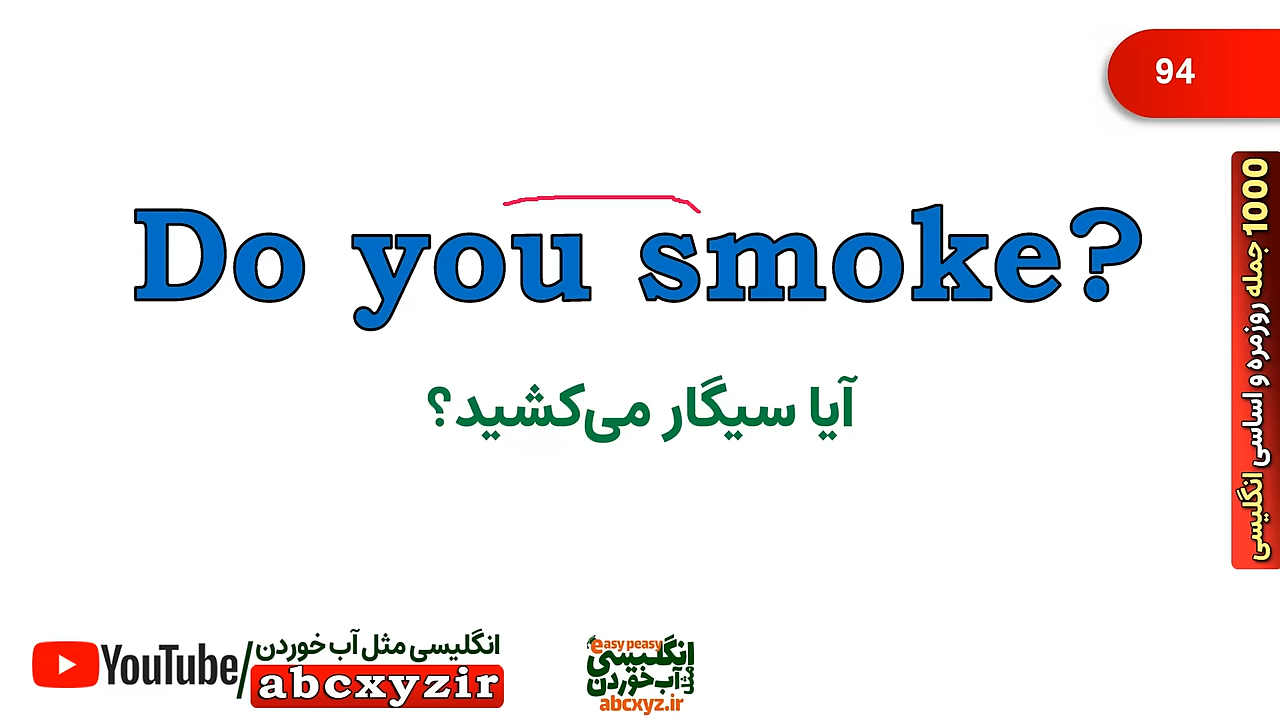 94
Do you smoke?
آیا سیگار می‌کشید؟
1000 جمله روزمره و اساسی انگلیسی
YouTube/
انگلیسی مثل آب خوردن
abcxyzir
easy peasy
انگلیسی
مثل
آب خوردن
abcxyz.ir